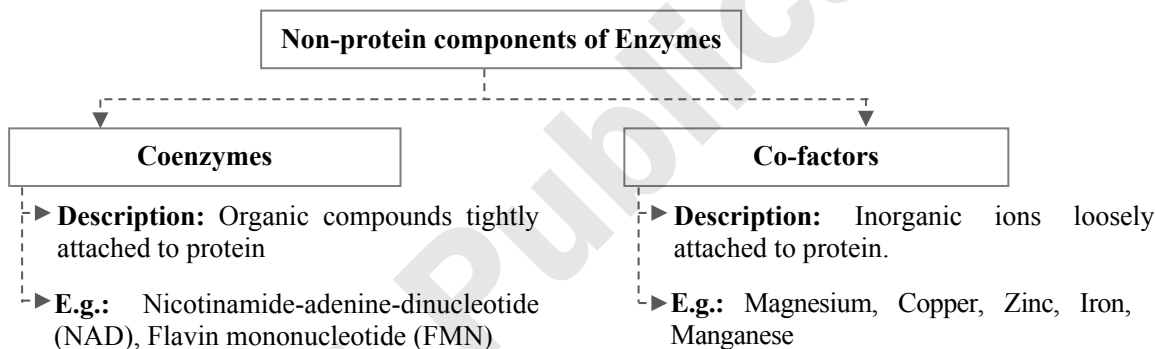 Non-protein components of Enzymes
Coenzymes
Description: Organic compounds tightly
attached to protein
E.g.: Nicotinamide-adenine-dinucleotide
(NAD), Flavin mononucleotide (FMN)
Co-factors
Description: Inorganic ions loosely
attached to protein.
E.g.: Magnesium, Copper, Zinc, Iron,
Manganese